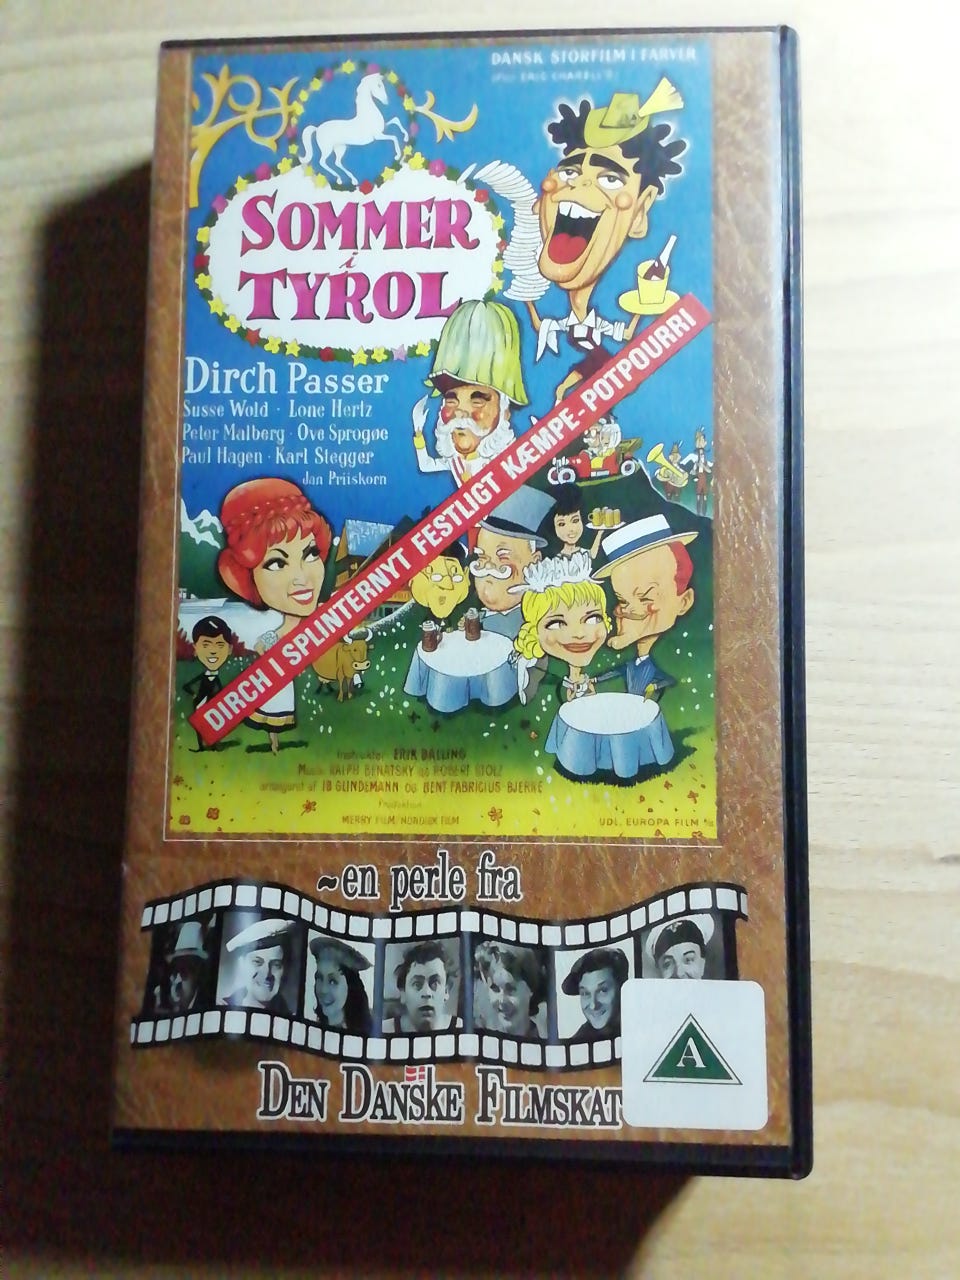 DANSK STORFILM I FARVER
SOMMER
i
TYROL
Dirch Passer
Susse Wold · Lone Hertz
Peter Malberg · Ove Sprogøe
Paul Hagen · Karl Stegger
Jan Priiskorn
DIRCH I SPLINTERNYT FESTLIGT KÆMPE-POTPOURRI
Instruktør: ERIK BALLING
Musik: RALPH BENATSKY og ROBERT STOLZ
arrangeret af IB GLINDEMANN OG BENT FABRICIUS-BJERRE
Produktion
MERRY FILM/NORDISK FILM
UDL. EUROPA FILM A/S
~en perle fra
DEN DANSKE FILMSKAT
A